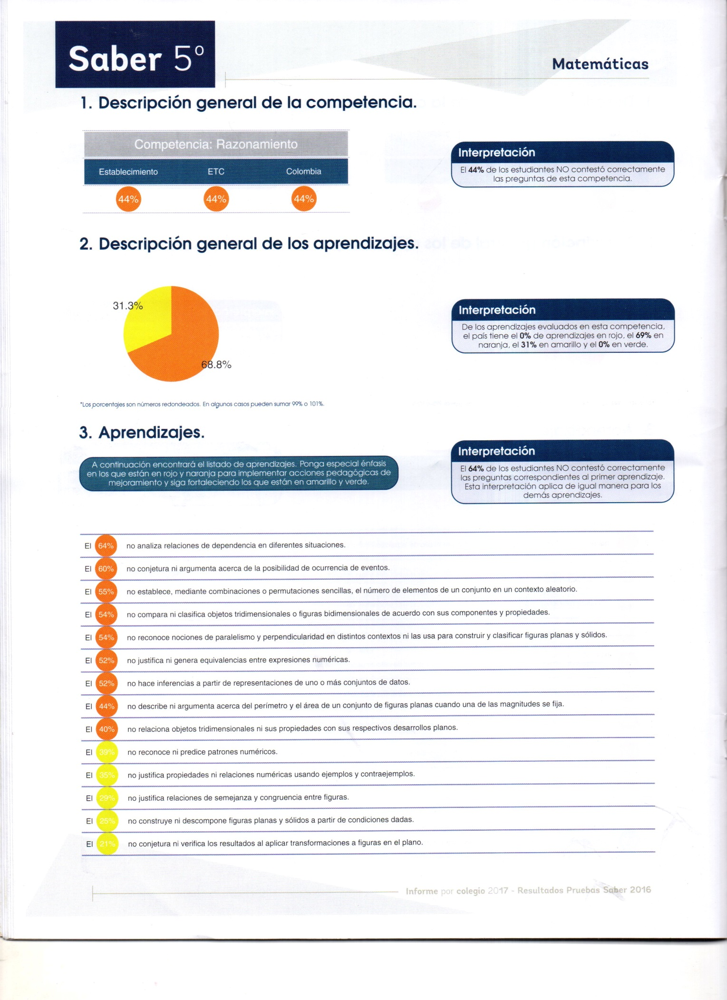 Saber 5º
Matemáticas
1. Descripción general de la competencia.
Competencia: Razonamiento
Establecimiento ETC Colombia
44% 44% 44%
Interpretación
El 44% de los estudiantes NO contestó correctamente
las preguntas de esta competencia.
2. Descripción general de los aprendizajes.
31.3%
68.8%
Interpretación
De los aprendizajes evaluados en esta competencia,
el país tiene el 0% de aprendizajes en rojo, el 69% en
naranja, el 31% en amarillo y el 0% en verde.
*Los porcentajes son números redondeados. En algunos casos pueden sumar 99% o 101%.
3. Aprendizajes.
A continuación encontrará el listado de aprendizajes. Ponga especial énfasis
en los que están en rojo y naranja para implementar acciones pedagógicas de
mejoramiento y siga fortaleciendo los que están en amarillo y verde.
Interpretación
El 64% de los estudiantes NO contestó correctamente
las preguntas correspondientes al primer aprendizaje.
Esta interpretación aplica de igual manera para los
demás aprendizajes.
El 64% no analiza relaciones de dependencia en diferentes situaciones.
El 60% no conjetura ni argumenta acerca de la posibilidad de ocurrencia de eventos.
El 55% no establece, mediante combinaciones o permutaciones sencillas, el número de elementos de un conjunto en un contexto aleatorio.
El 54% no compara ni clasifica objetos tridimensionales o figuras bidimensionales de acuerdo con sus componentes y propiedades.
El 54% no reconoce nociones de paralelismo y perpendicularidad en distintos contextos ni las usa para construir y clasificar figuras planas y sólidos.
El 52% no justifica ni genera equivalencias entre expresiones numéricas.
El 52% no hace inferencias a partir de representaciones de uno o más conjuntos de datos.
El 44% no describe ni argumenta acerca del perímetro y el área de un conjunto de figuras planas cuando una de las magnitudes se fija.
El 40% no relaciona objetos tridimensionales ni sus propiedades con sus respectivos desarrollos planos.
El 39% no reconoce ni predice patrones numéricos.
El 35% no justifica propiedades ni relaciones numéricas usando ejemplos y contraejemplos.
El 29% no justifica relaciones de semejanza y congruencia entre figuras.
El 25% no construye ni descompone figuras planas y sólidos a partir de condiciones dadas.
El 21% no conjetura ni verifica los resultados al aplicar transformaciones a figuras en el plano.
Informe por colegio 2017 - Resultados Pruebas Saber 2016